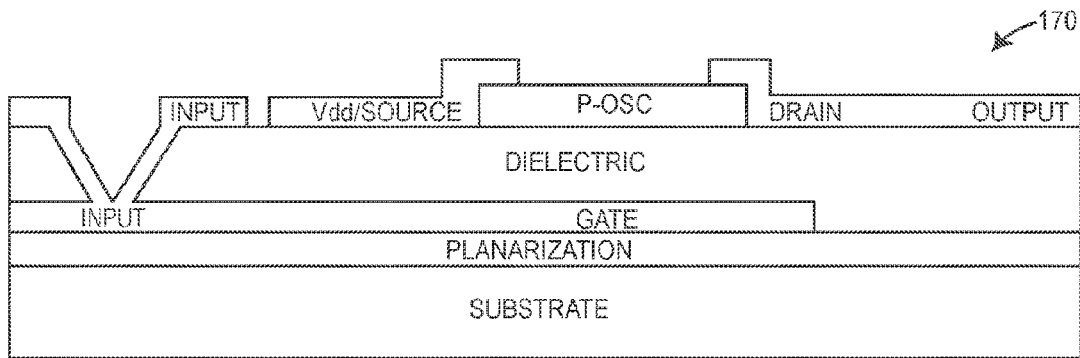 170
INPUT
Vdd/SOURCE
P-OSC
DRAIN
OUTPUT
DIELECTRIC
INPUT
GATE
PLANARIZATION
SUBSTRATE